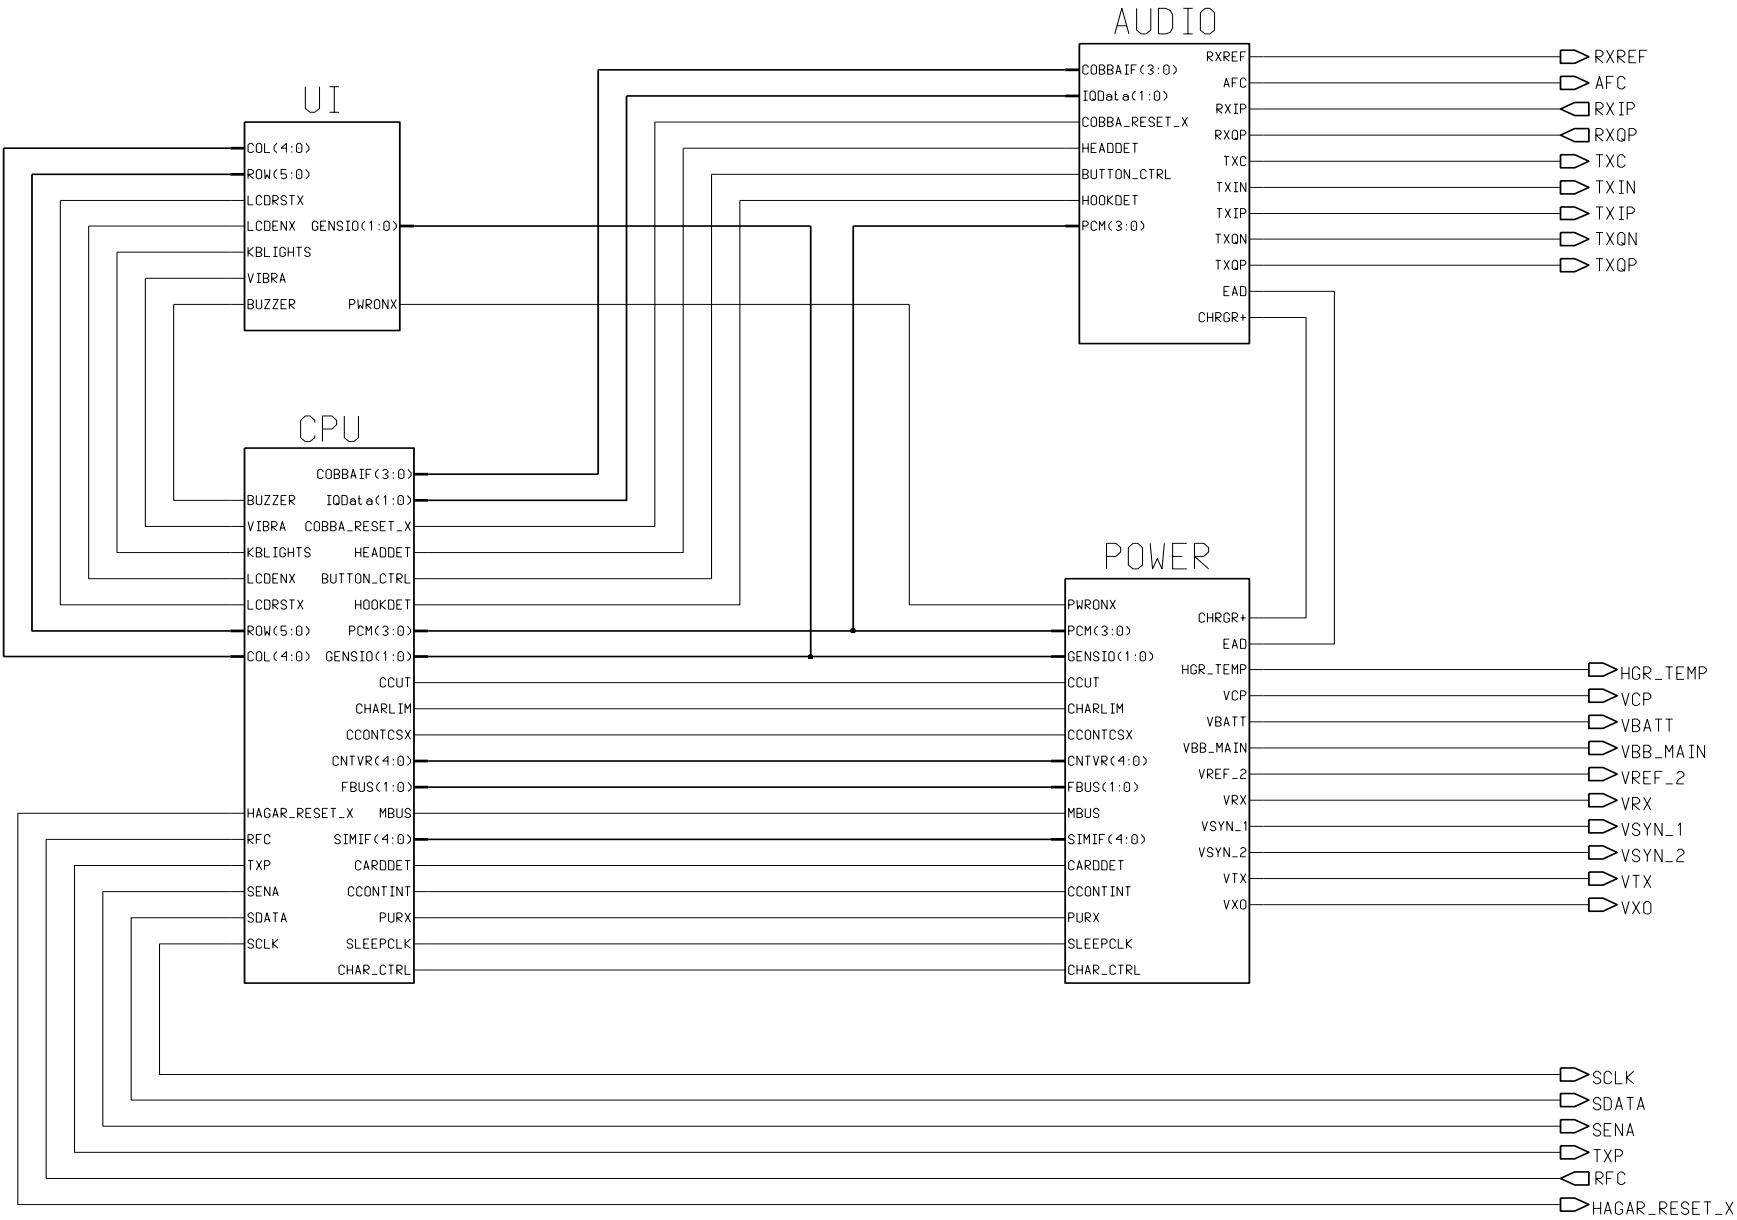 AUDIO
COBBAIF(3:0)
IQData(1:0)
COBBA_RESET_X
HEADDET
BUTTON_CTRL
HOOKDET
PCM(3:0)
RXREF
AFC
RXIP
RXQP
TXC
TXIN
TXIP
TXQN
TXQP
EAD
CHRGR+
RXREF
AFC
RXIP
RXQP
TXC
TXIN
TXIP
TXQN
TXQP
UI
COL(4:0)
ROW(5:0)
LCDRSTX
LCDENX
KBLIGHTS
VIBRA
BUZZER
GENSIO(1:0)
PWRONX
CPU
BUZZER
VIBRA
KBLIGHTS
LCDENX
LCDRSTX
ROW(5:0)
COL(4:0)
HAGAR_RESET_X
RFC
TXP
SENA
SDATA
SCLK
COBBAIF(3:0)
IQData(1:0)
COBBA_RESET_X
HEADDET
BUTTON_CTRL
HOOKDET
PCM(3:0)
GENSIO(1:0)
CCUT
CHARLIM
CCONTCSX
CNTVR(4:0)
FBUS(1:0)
MBUS
SIMIF(4:0)
CARDDET
CCONTINT
PURX
SLEEPCLK
CHAR_CTRL
POWER
PWRONX
PCM(3:0)
GENSIO(1:0)
CCUT
CHARLIM
CCONTCSX
CNTVR(4:0)
FBUS(1:0)
MBUS
SIMIF(4:0)
CARDDET
CCONTINT
PURX
SLEEPCLK
CHAR_CTRL
CHRGR+
EAD
HGR_TEMP
VCP
VBATT
VBB_MAIN
VREF_2
VRX
VSYN_1
VSYN_2
VTX
VXO
HGR_TEMP
VCP
VBATT
VBB_MAIN
VREF_2
VRX
VSYN_1
VSYN_2
VTX
VXO
SCLK
SDATA
SENA
TXP
RFC
HAGAR_RESET_X